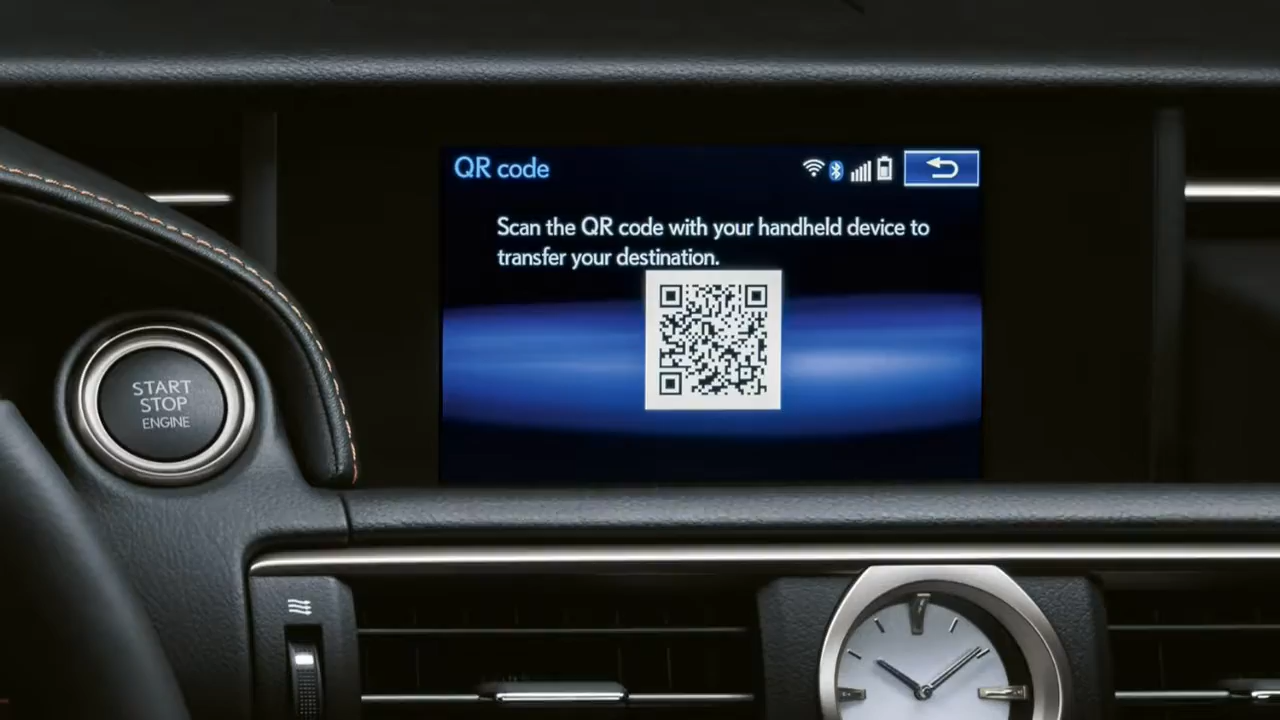 QR code
Scan the QR code with your handheld device to
transfer your destination.
START
STOP
ENGINE